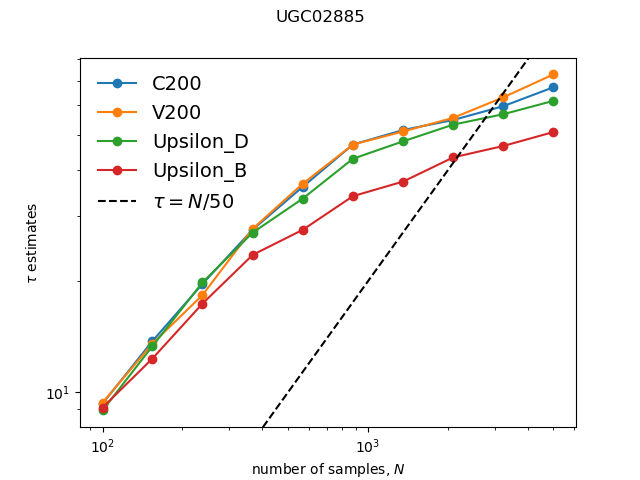 UGC02885
C200
V200
Upsilon_D
Upsilon_B
τ = N/50
τ estimates
10¹
10² 10³
number of samples, N